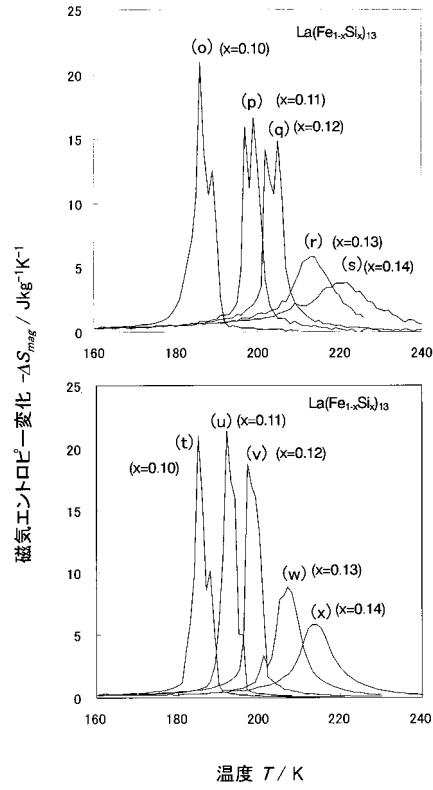 25
La(Fe1-xSix)13
(o) (x=0.10)
20
(p) (x=0.11)
(q) (x=0.12)
15
10
(r) (x=0.13)
(s) (x=0.14)
5
0
160 180 200 220 240
磁気エントロピー変化 -ΔSmag / Jkg-1K-1
25
La(Fe1-xSix)13
(u) (x=0.11)
(t)
(v) (x=0.12)
20
(x=0.10)
15
10
(w) (x=0.13)
(x) (x=0.14)
5
0
160 180 200 220 240
温度 T / K